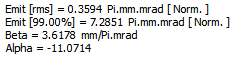 Emit [rms] = 0.3594 Pi.mm.mrad [ Norm. ]
Emit [99.00%] = 7.2851 Pi.mm.mrad [ Norm. ]
Beta = 3.6178 mm/Pi.mrad
Alpha = -11.0714